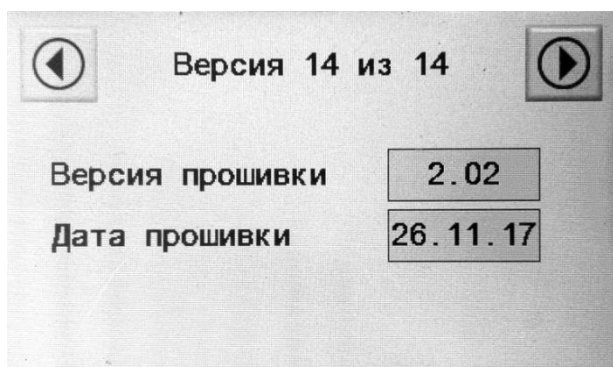 Версия 14 из 14
Версия прошивки 2.02
Дата прошивки 26.11.17